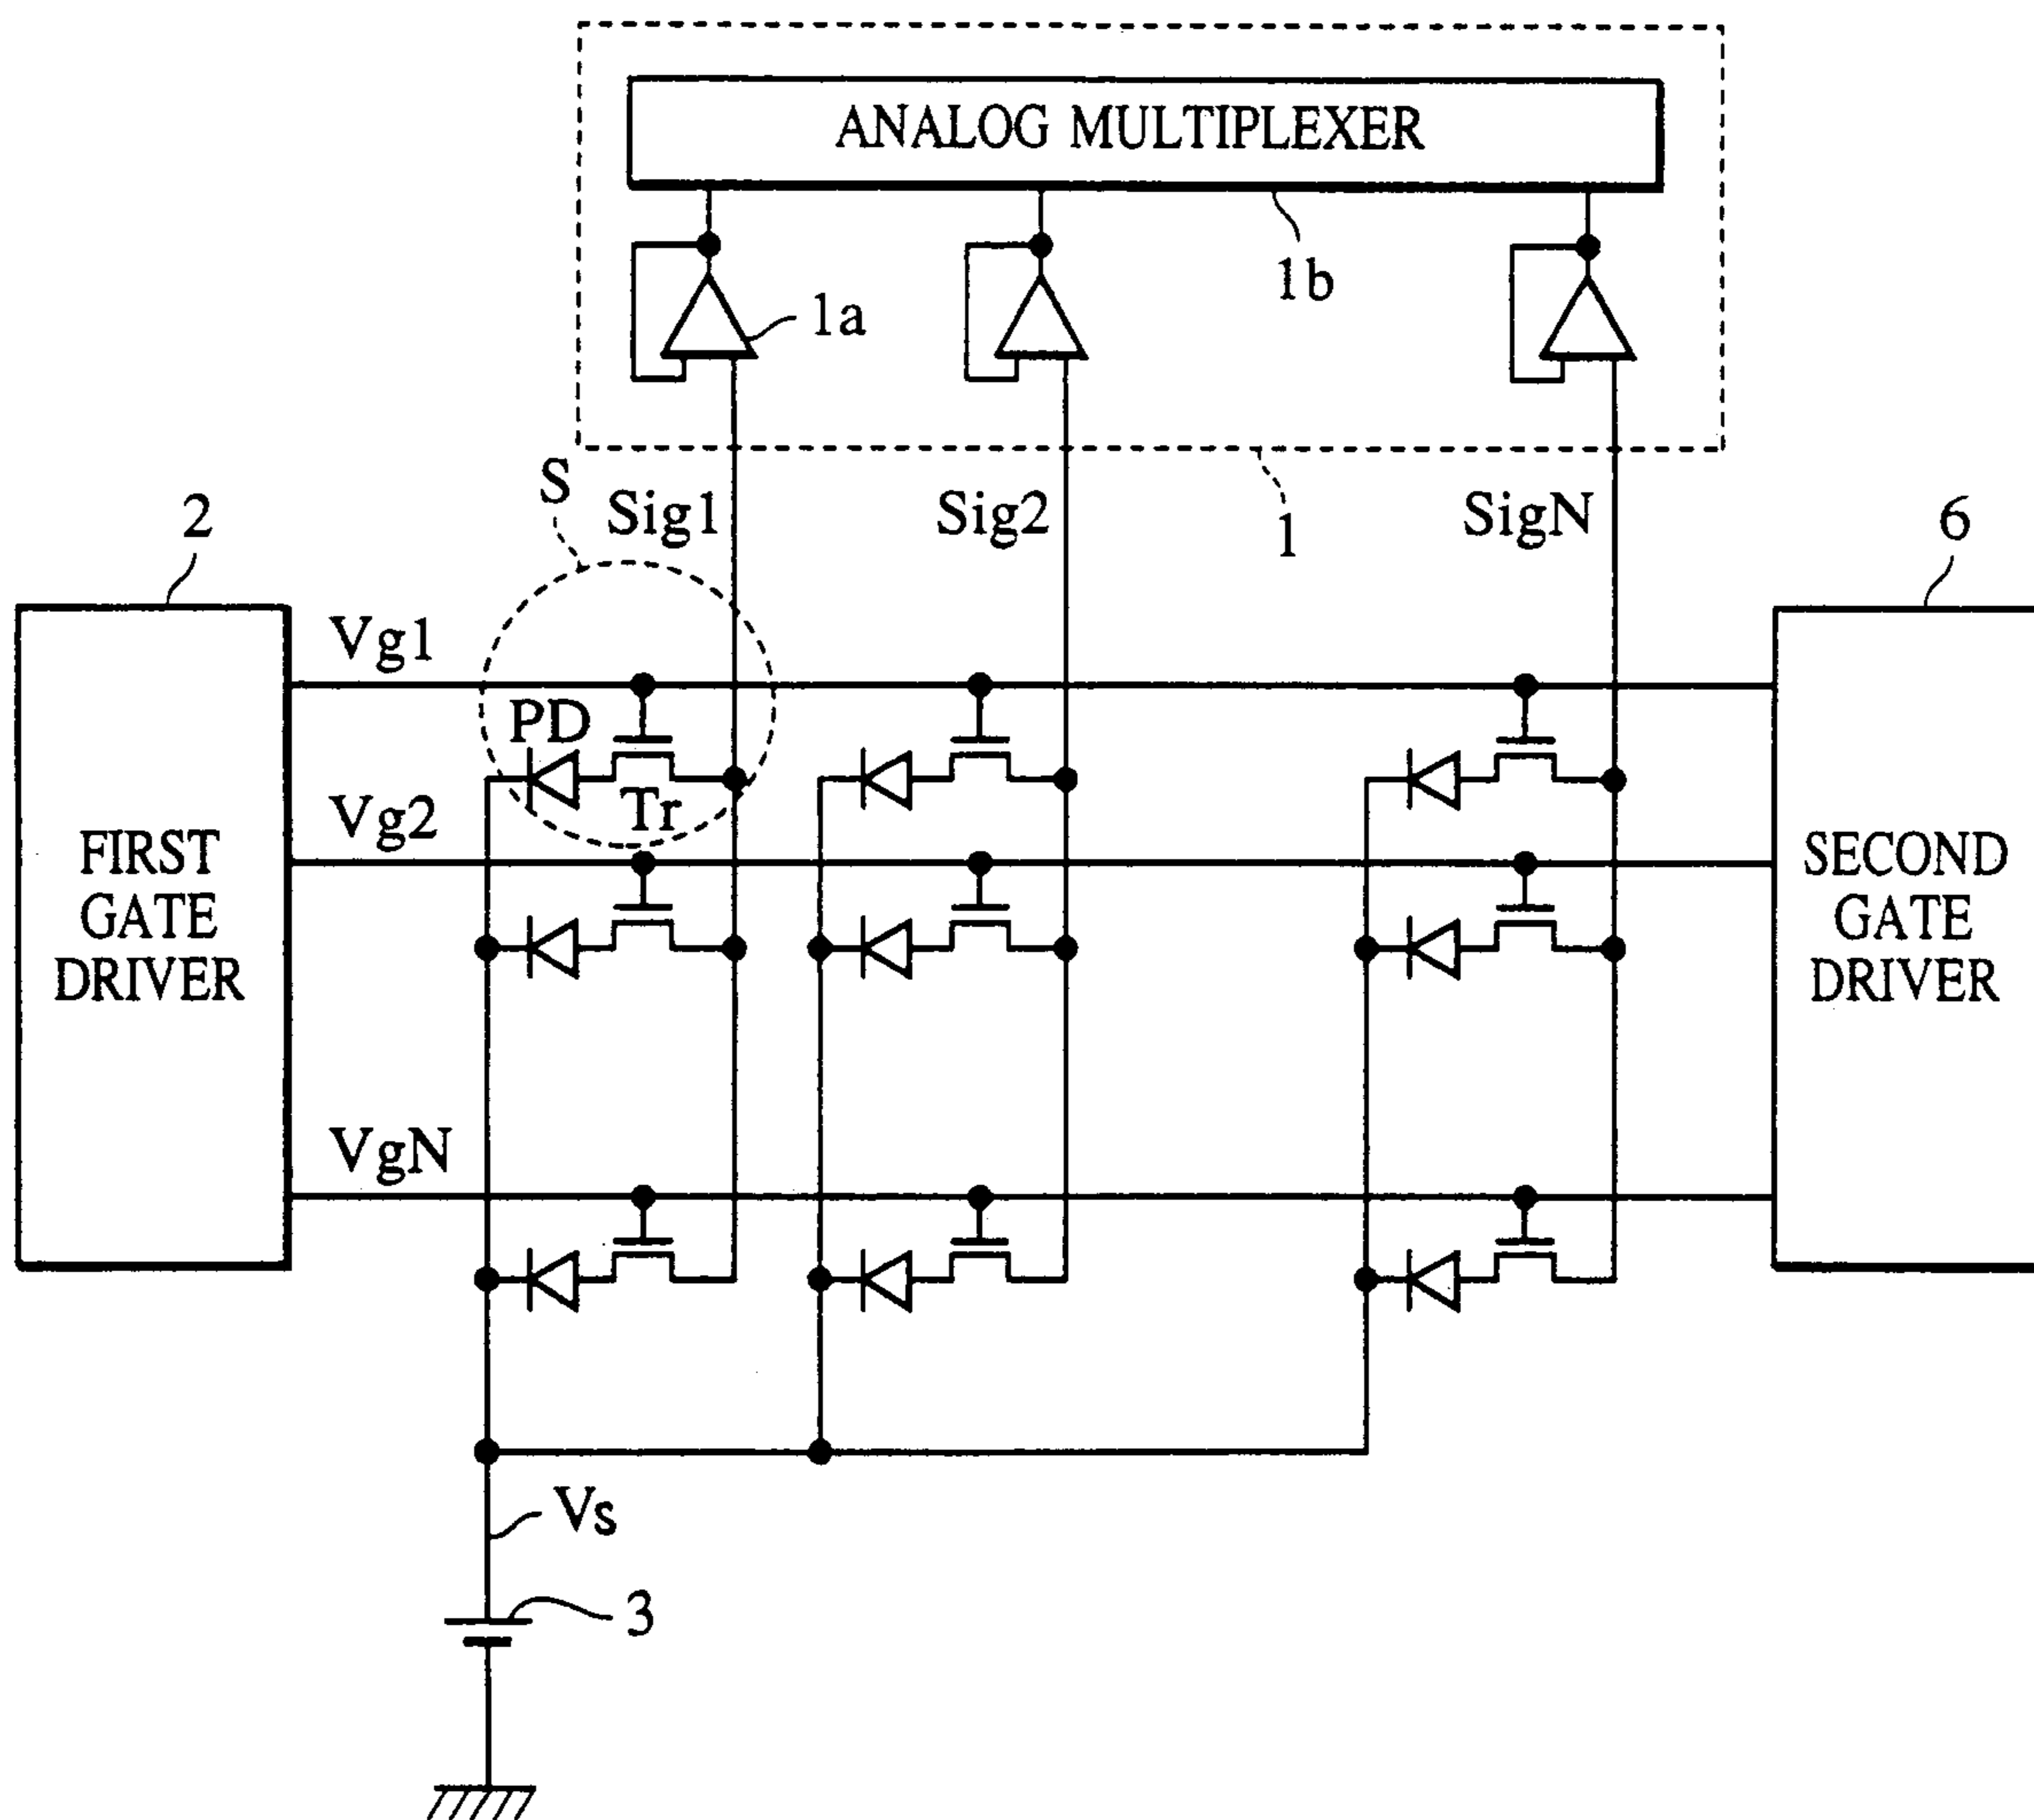 ANALOG MULTIPLEXER
1a
1b
S
Sig1
Sig2
SigN
1
2
6
Vg1
PD
Tr
Vg2
FIRST
GATE
DRIVER
SECOND
GATE
DRIVER
VgN
Vs
3